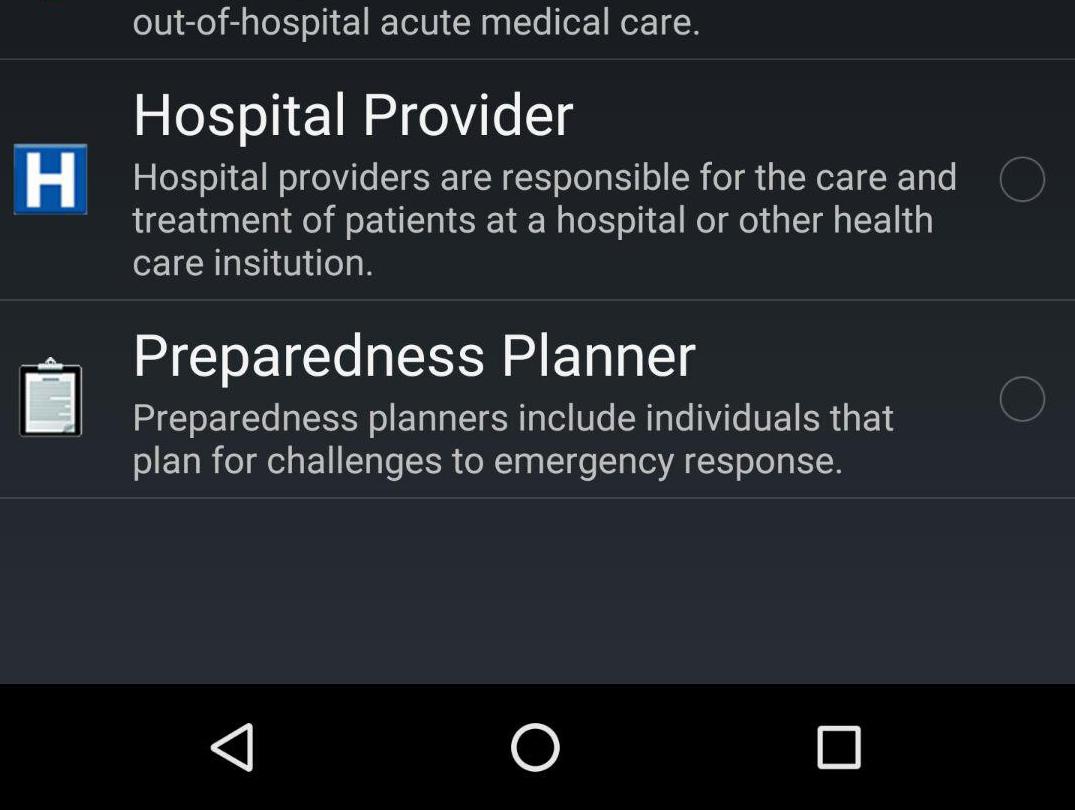 out-of-hospital acute medical care.
Hospital Provider
H
Hospital providers are responsible for the care and
treatment of patients at a hospital or other health
care insitution.
Preparedness Planner
Preparedness planners include individuals that
plan for challenges to emergency response.